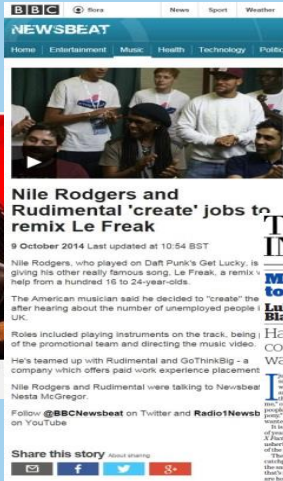 BBC flora News Sport Weather
NEWSBEAT
Home Entertainment Music Health Technology Politic
Nile Rodgers and
Rudimental 'create' jobs to
remix Le Freak
9 October 2014 Last updated at 10:54 BST
Nile Rodgers, who played on Daft Punk's Get Lucky, is
giving his other really famous song, Le Freak, a remix
help from a hundred 16 to 24-year-olds.
The American musician said he decided to "create" the
after hearing about the number of unemployed people
UK.
Roles included playing instruments on the track, being
of the promotional team and directing the music video.
He's teamed up with Rudimental and GoThinkBig - a
company which offers paid work experience placement
Nile Rodgers and Rudimental were talking to Newsbeat
Nesta McGregor.
Follow @BBCNewsbeat on Twitter and Radio1Newsb
on YouTube
Share this story About sharing
f
g+